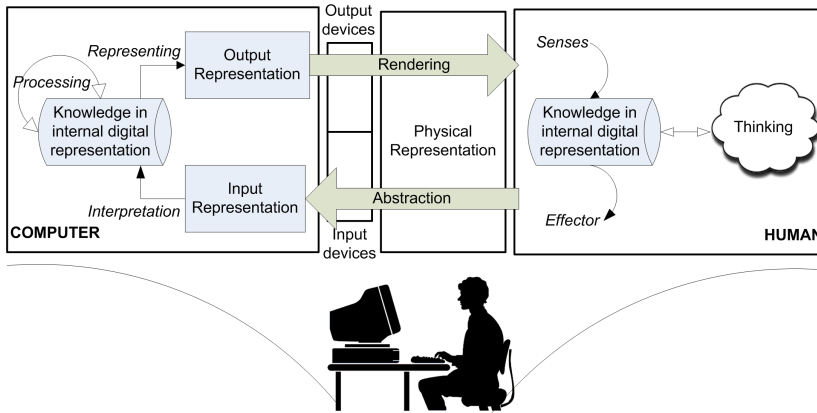 Output
devices
Representing
Output
Representation
Rendering
Senses
Processing
Knowledge in
internal digital
representation
Physical
Representation
Knowledge in
internal digital
representation
Thinking
Input
Representation
Abstraction
Interpretation
Effector
COMPUTER
Input
devices
HUMAN